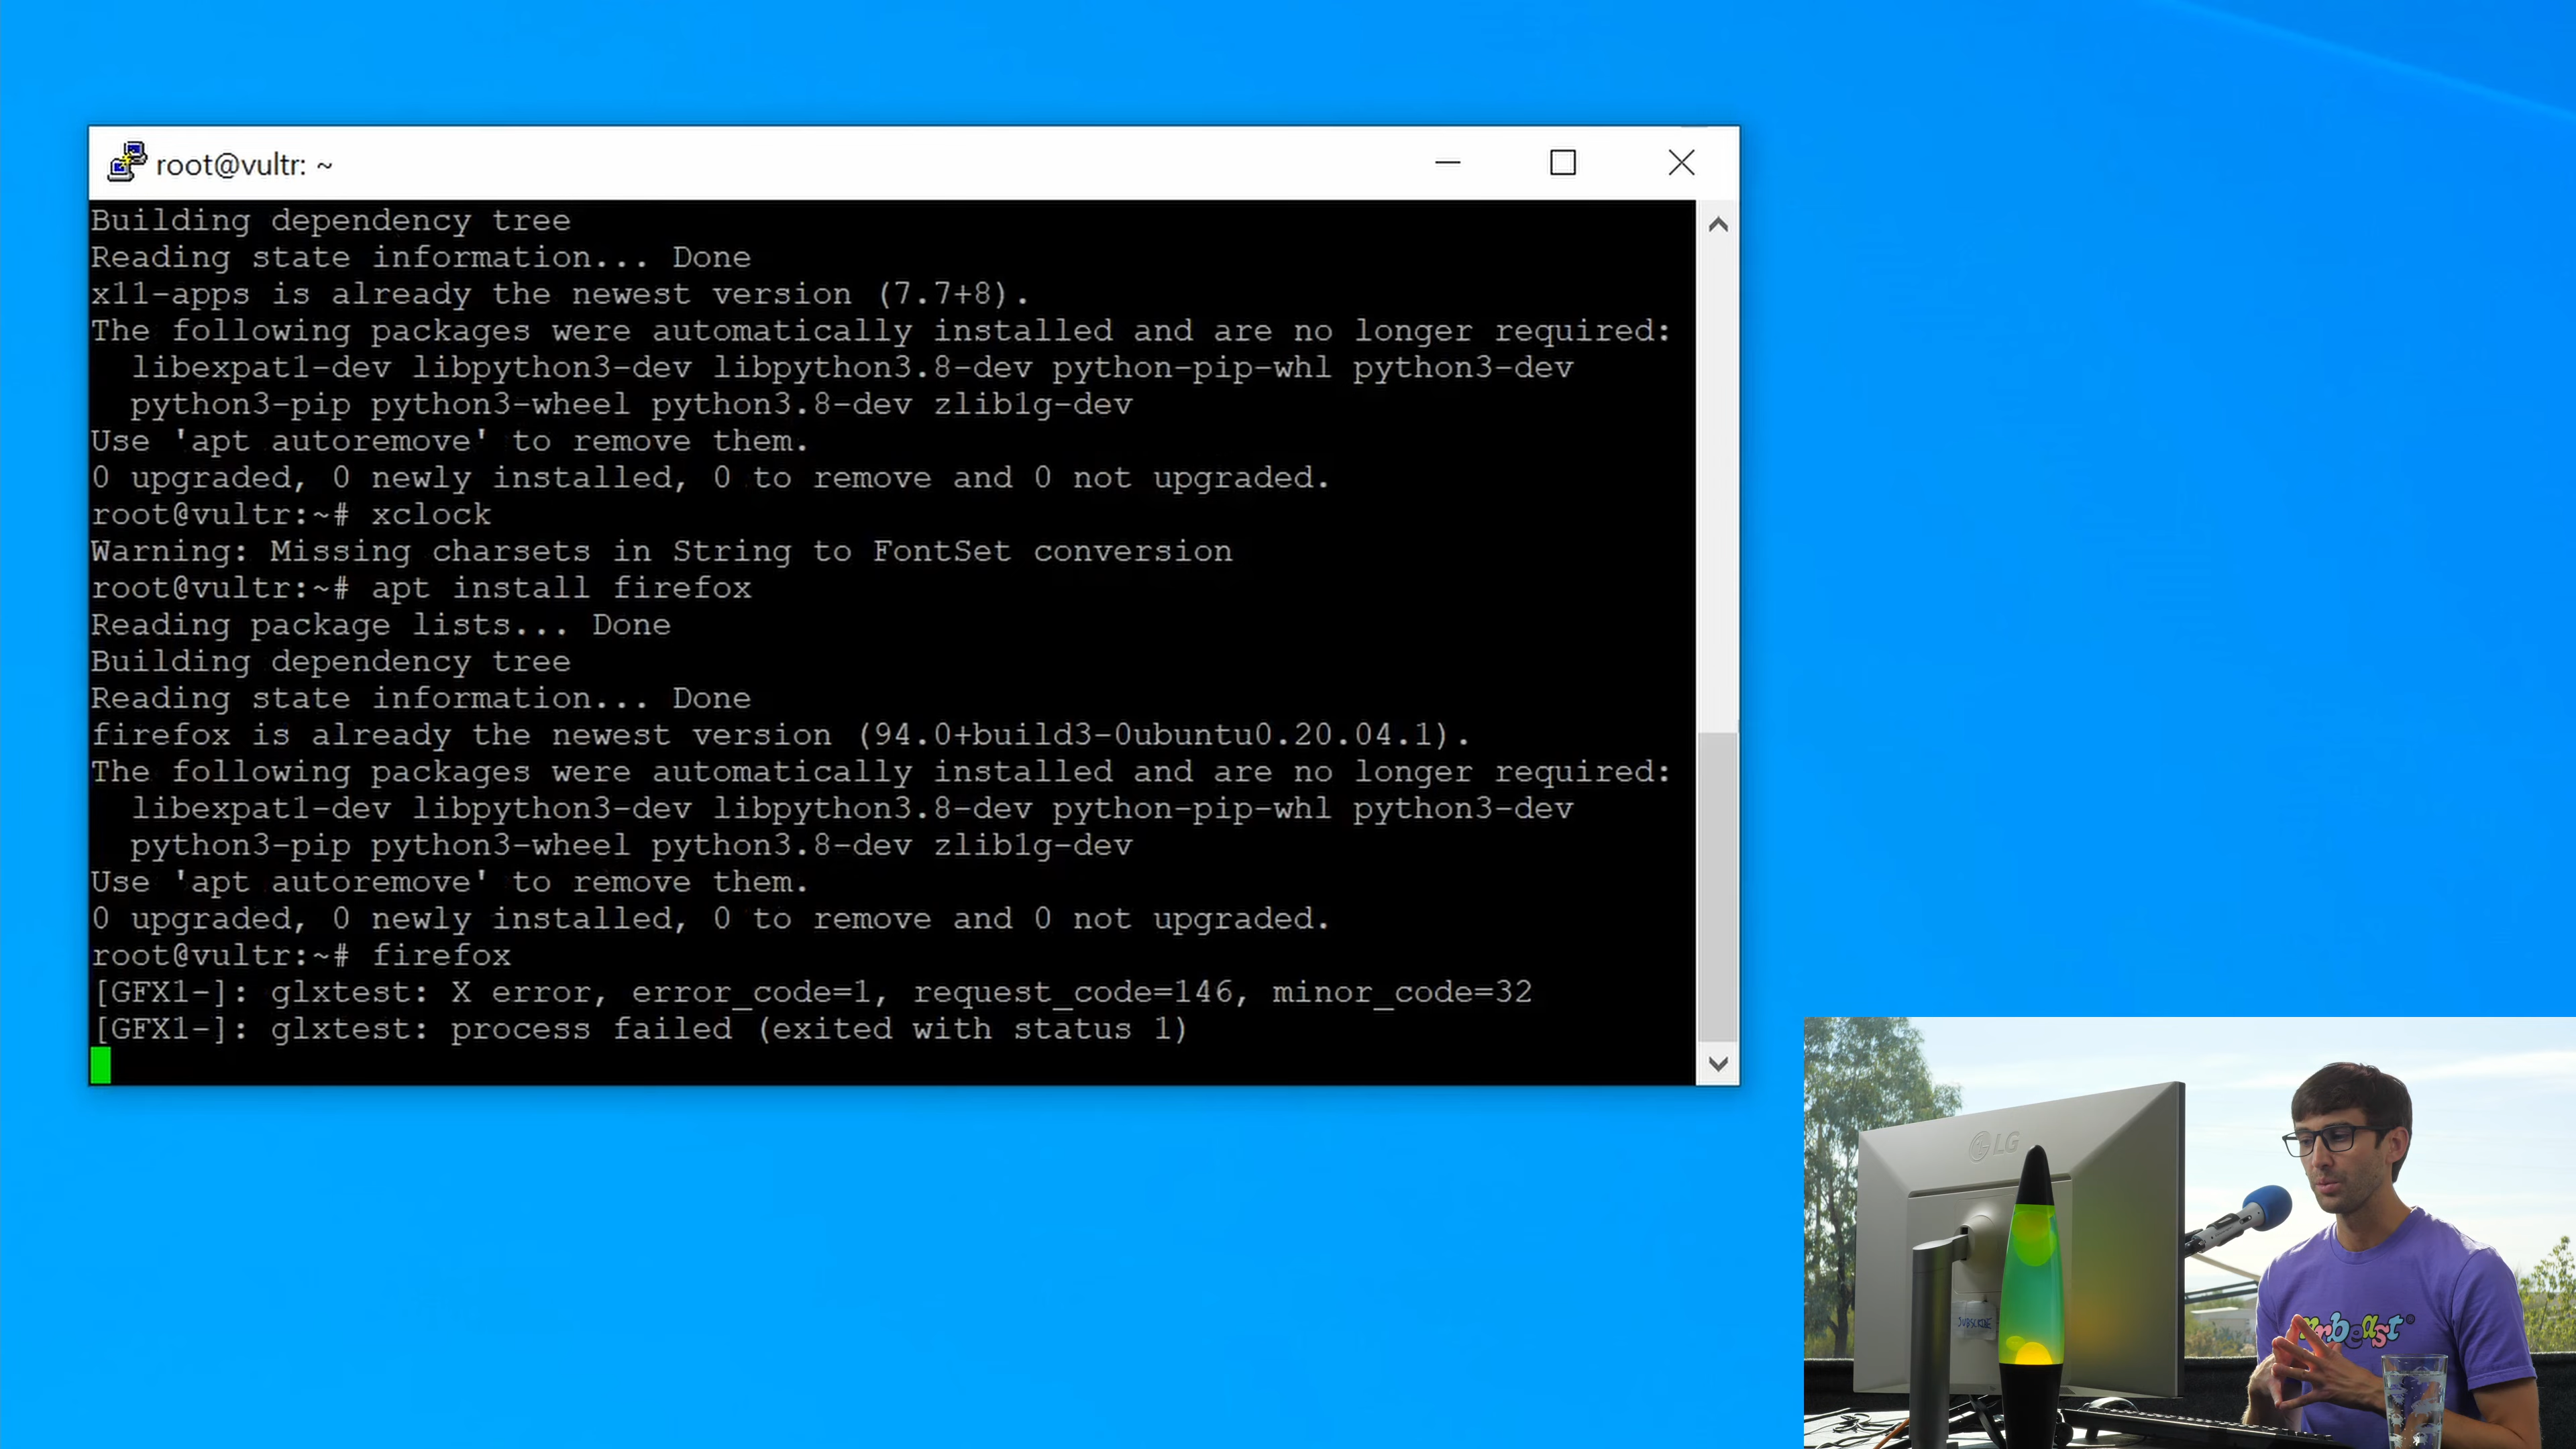 root@vultr: ~
Building dependency tree
Reading state information... Done
x11-apps is already the newest version (7.7+8).
The following packages were automatically installed and are no longer required:
  libexpat1-dev libpython3-dev libpython3.8-dev python-pip-whl python3-dev
  python3-pip python3-wheel python3.8-dev zlib1g-dev
Use 'apt autoremove' to remove them.
0 upgraded, 0 newly installed, 0 to remove and 0 not upgraded.
root@vultr:~# xclock
Warning: Missing charsets in String to FontSet conversion
root@vultr:~# apt install firefox
Reading package lists... Done
Building dependency tree
Reading state information... Done
firefox is already the newest version (94.0+build3-0ubuntu0.20.04.1).
The following packages were automatically installed and are no longer required:
  libexpat1-dev libpython3-dev libpython3.8-dev python-pip-whl python3-dev
  python3-pip python3-wheel python3.8-dev zlib1g-dev
Use 'apt autoremove' to remove them.
0 upgraded, 0 newly installed, 0 to remove and 0 not upgraded.
root@vultr:~# firefox
[GFX1-]: glxtest: X error, error_code=1, request_code=146, minor_code=32
[GFX1-]: glxtest: process failed (exited with status 1)
LG
SUBSCRIBE